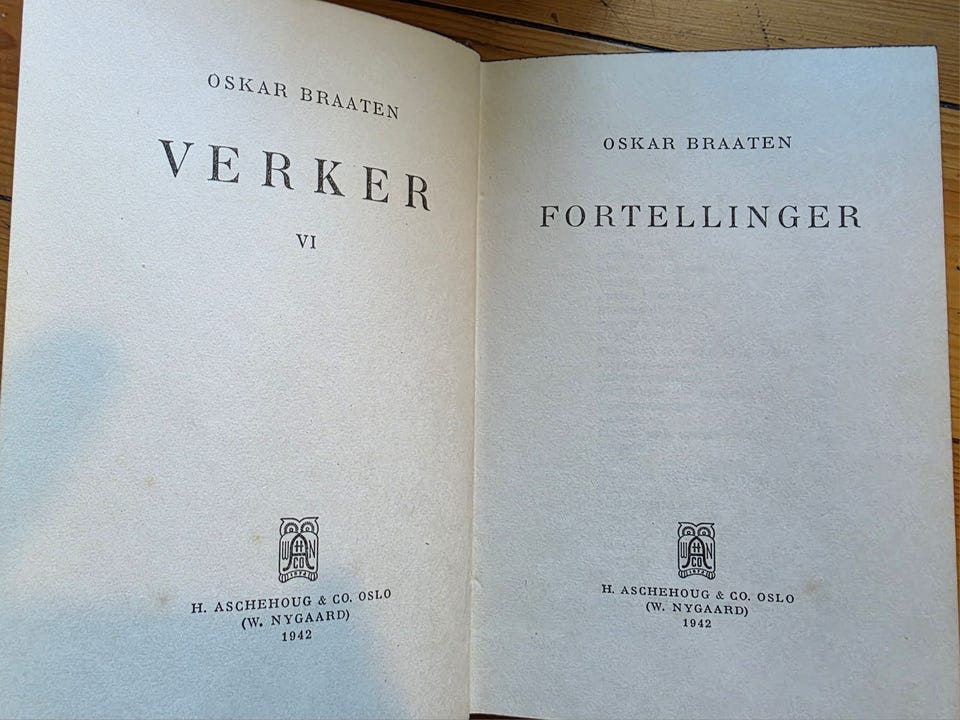 OSKAR BRAATEN
VERKER
VI
H. ASCHEHOUG & CO. OSLO
(W. NYGAARD)
1942
OSKAR BRAATEN
FORTELLINGER
H. ASCHEHOUG & CO. OSLO
(W. NYGAARD)
1942